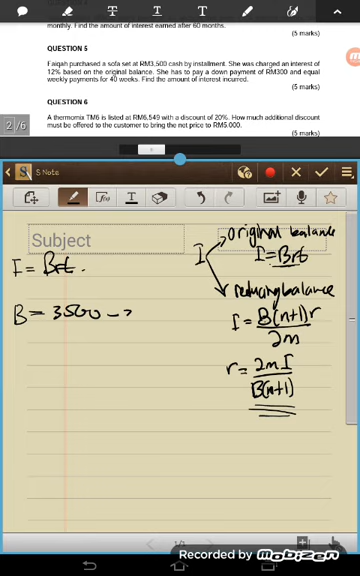 monthly. Find the amount of interest earned after 60 months.
(5 marks)
QUESTION 5
Faiqah purchased a sofa set at RM3,500 cash by installment. She was charged an interest of
12% based on the original balance. She has to pay a down payment of RM300 and equal
weekly payments for 40 weeks. Find the amount of interest incurred.
(5 marks)
QUESTION 6
A thermomix TM6 is listed at RM6,549 with a discount of 20%. How much additional discount
must be offered to the customer to bring the net price to RM5,000.
(5 marks)
2/6
S Note
Subject
I = Brt.
B = 3500 -
I
original balance
I = Brt
reducing balance
I = B(n+1)r / 2m
r = 2mI / B(n+1)
1/1
Recorded by Mobizen